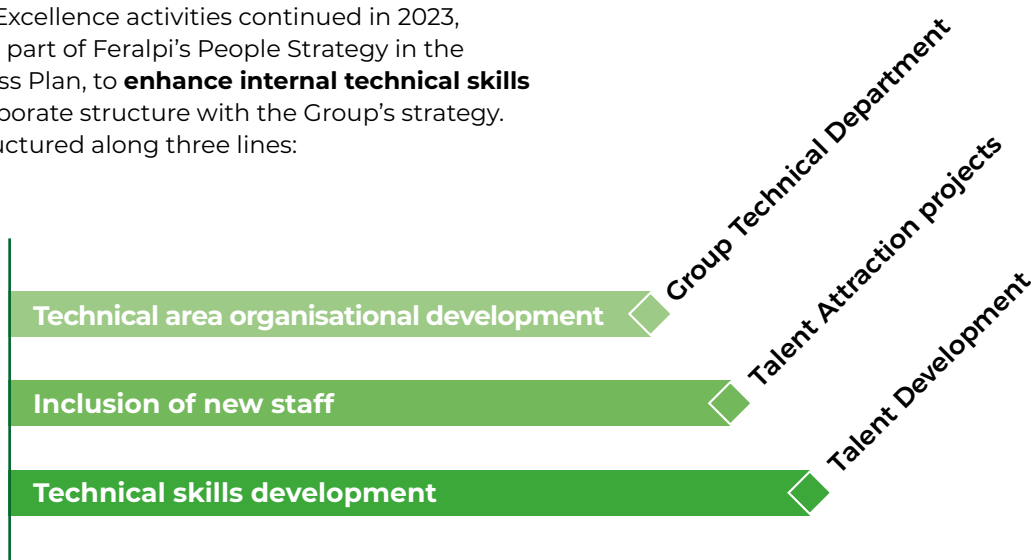 Excellence activities continued in 2023,
part of Feralpi's People Strategy in the
ss Plan, to enhance internal technical skills
porate structure with the Group's strategy.
uctured along three lines:
Technical area organisational development
Group Technical Department
Inclusion of new staff
Talent Attraction projects
Technical skills development
Talent Development